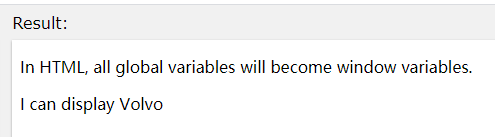 Result:
In HTML, all global variables will become window variables.
I can display Volvo